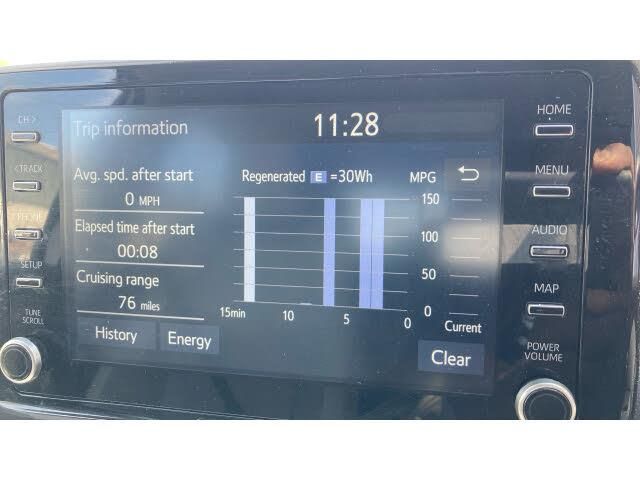 CH >
< TRACK
PHONE
SETUP
TUNE
SCROLL
Trip information
11:28
Avg. spd. after start
0 MPH
Elapsed time after start
00:08
Cruising range
76 miles
Regenerated E =30Wh
MPG
150
100
50
0
15min
10
5
0
Current
History
Energy
Clear
HOME
MENU
AUDIO
MAP
POWER
VOLUME